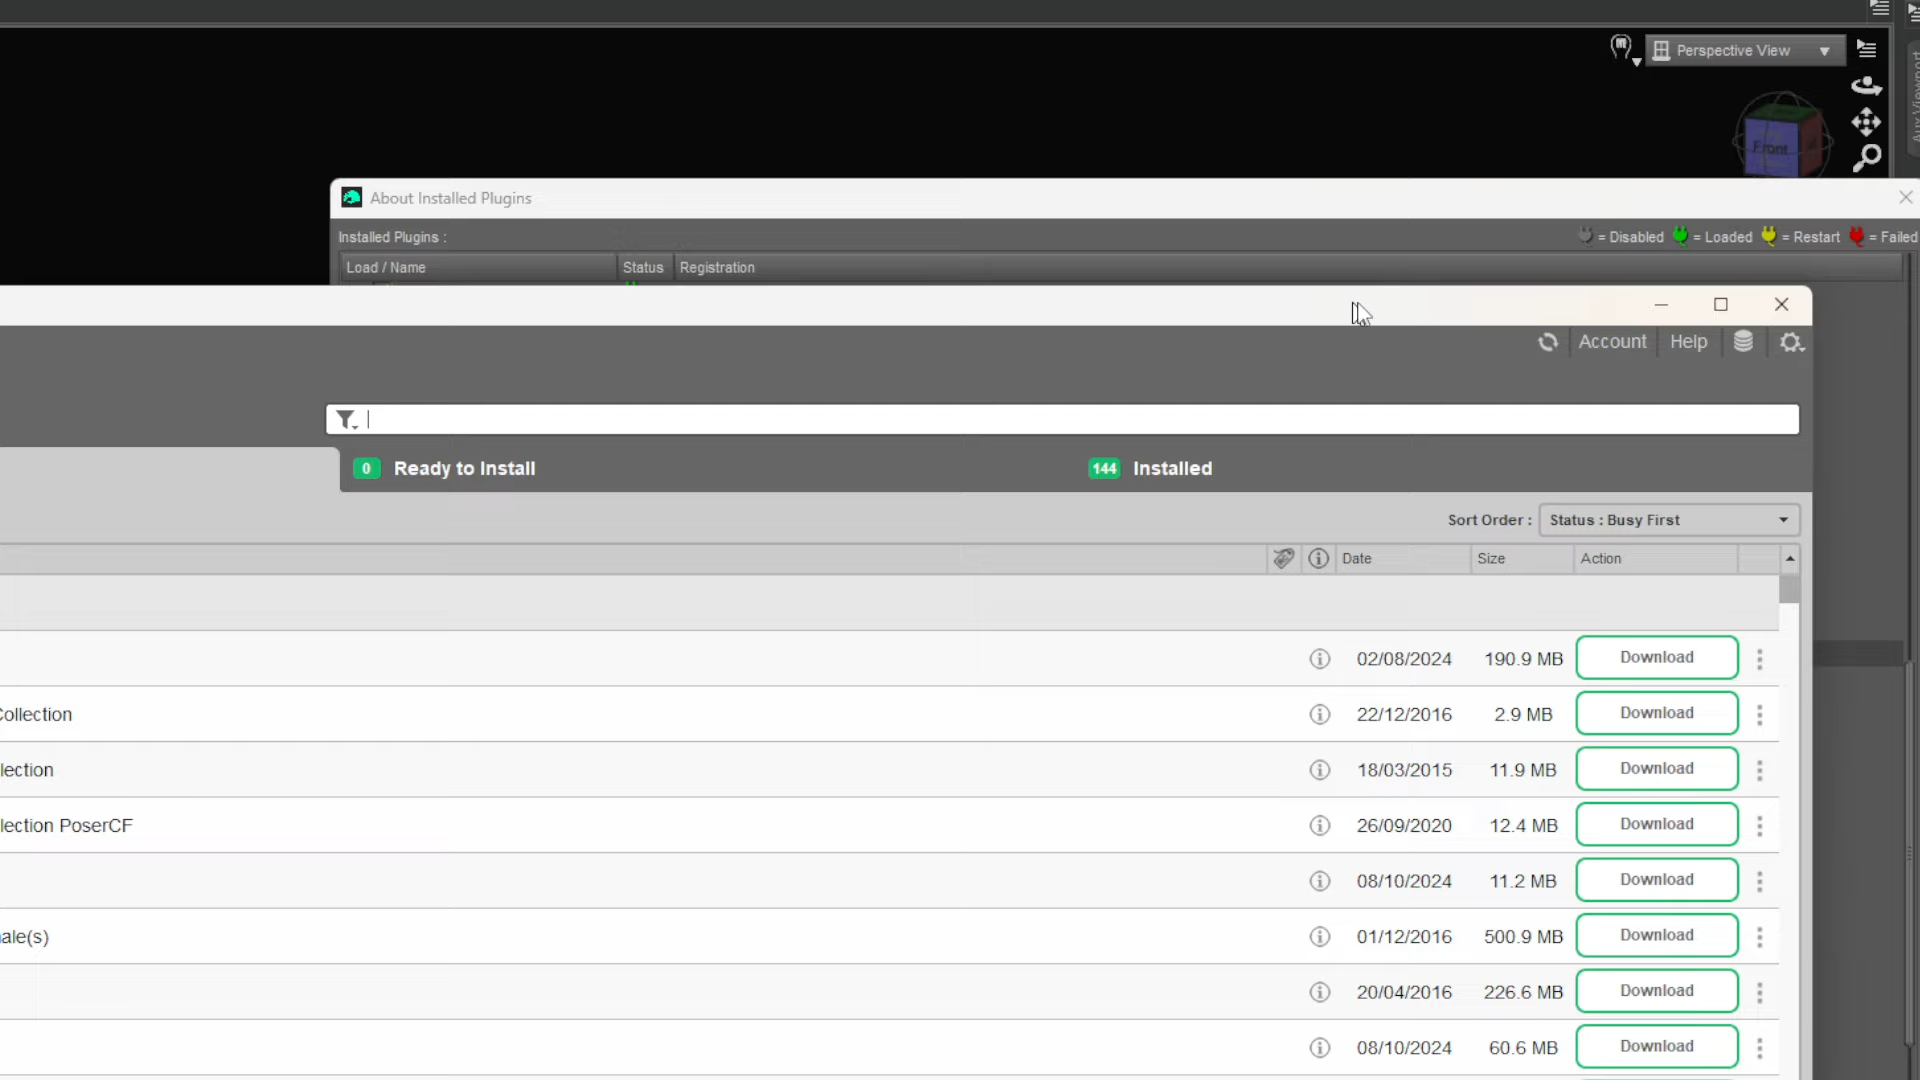 Perspective View
Aux Viewport
Front
About Installed Plugins
Installed Plugins :
= Disabled = Loaded = Restart = Failed
Load / Name Status Registration
Account Help
0 Ready to Install 144 Installed
Sort Order : Status : Busy First
Date Size Action
02/08/2024 190.9 MB Download
Collection 22/12/2016 2.9 MB Download
lection 18/03/2015 11.9 MB Download
lection PoserCF 26/09/2020 12.4 MB Download
08/10/2024 11.2 MB Download
ale(s) 01/12/2016 500.9 MB Download
20/04/2016 226.6 MB Download
08/10/2024 60.6 MB Download